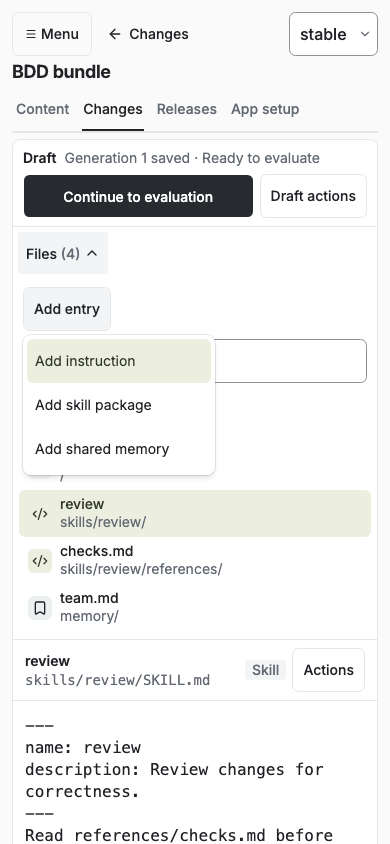 Menu
Changes
stable
BDD bundle
Content
Changes
Releases
App setup
Draft Generation 1 saved · Ready to evaluate
Continue to evaluation
Draft actions
Files (4)
Add entry
Add instruction
Add skill package
Add shared memory
/
review
skills/review/
checks.md
skills/review/references/
team.md
memory/
review
skills/review/SKILL.md
Skill
Actions
---
name: review
description: Review changes for
correctness.
---
Read references/checks.md before